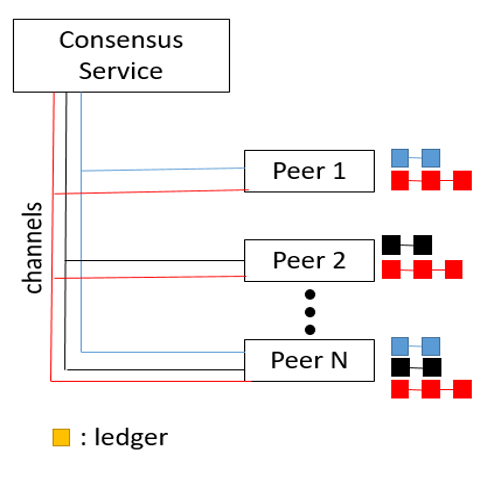 Consensus
Service
channels
Peer 1
Peer 2
Peer N
: ledger